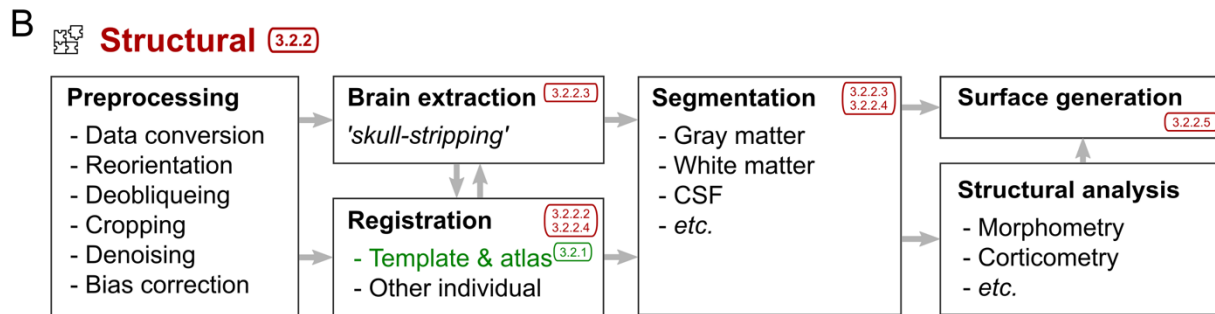 B
Structural 3.2.2
Preprocessing
- Data conversion
- Reorientation
- Deobliqueing
- Cropping
- Denoising
- Bias correction
Brain extraction 3.2.2.3
'skull-stripping'
Registration 3.2.2.2
3.2.2.4
- Template & atlas 3.2.1
- Other individual
Segmentation 3.2.2.3
3.2.2.4
- Gray matter
- White matter
- CSF
- etc.
Surface generation
3.2.2.5
Structural analysis
- Morphometry
- Corticometry
- etc.